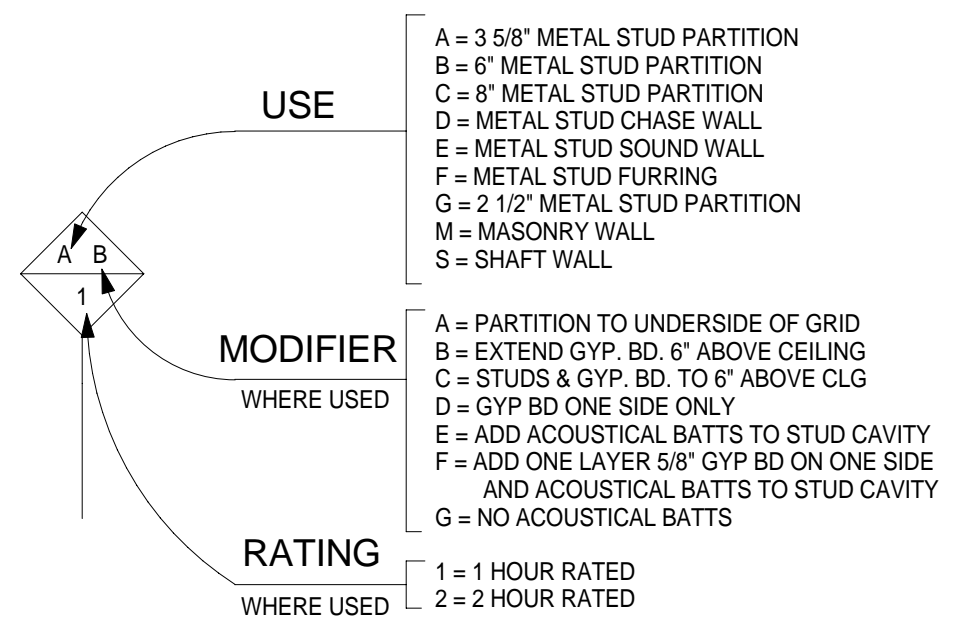 USE
A = 3 5/8" METAL STUD PARTITION
B = 6" METAL STUD PARTITION
C = 8" METAL STUD PARTITION
D = METAL STUD CHASE WALL
E = METAL STUD SOUND WALL
F = METAL STUD FURRING
G = 2 1/2" METAL STUD PARTITION
M = MASONRY WALL
S = SHAFT WALL
A B
1
MODIFIER
WHERE USED
A = PARTITION TO UNDERSIDE OF GRID
B = EXTEND GYP. BD. 6" ABOVE CEILING
C = STUDS & GYP. BD. TO 6" ABOVE CLG
D = GYP BD ONE SIDE ONLY
E = ADD ACOUSTICAL BATTS TO STUD CAVITY
F = ADD ONE LAYER 5/8" GYP BD ON ONE SIDE
AND ACOUSTICAL BATTS TO STUD CAVITY
G = NO ACOUSTICAL BATTS
RATING
WHERE USED
1 = 1 HOUR RATED
2 = 2 HOUR RATED